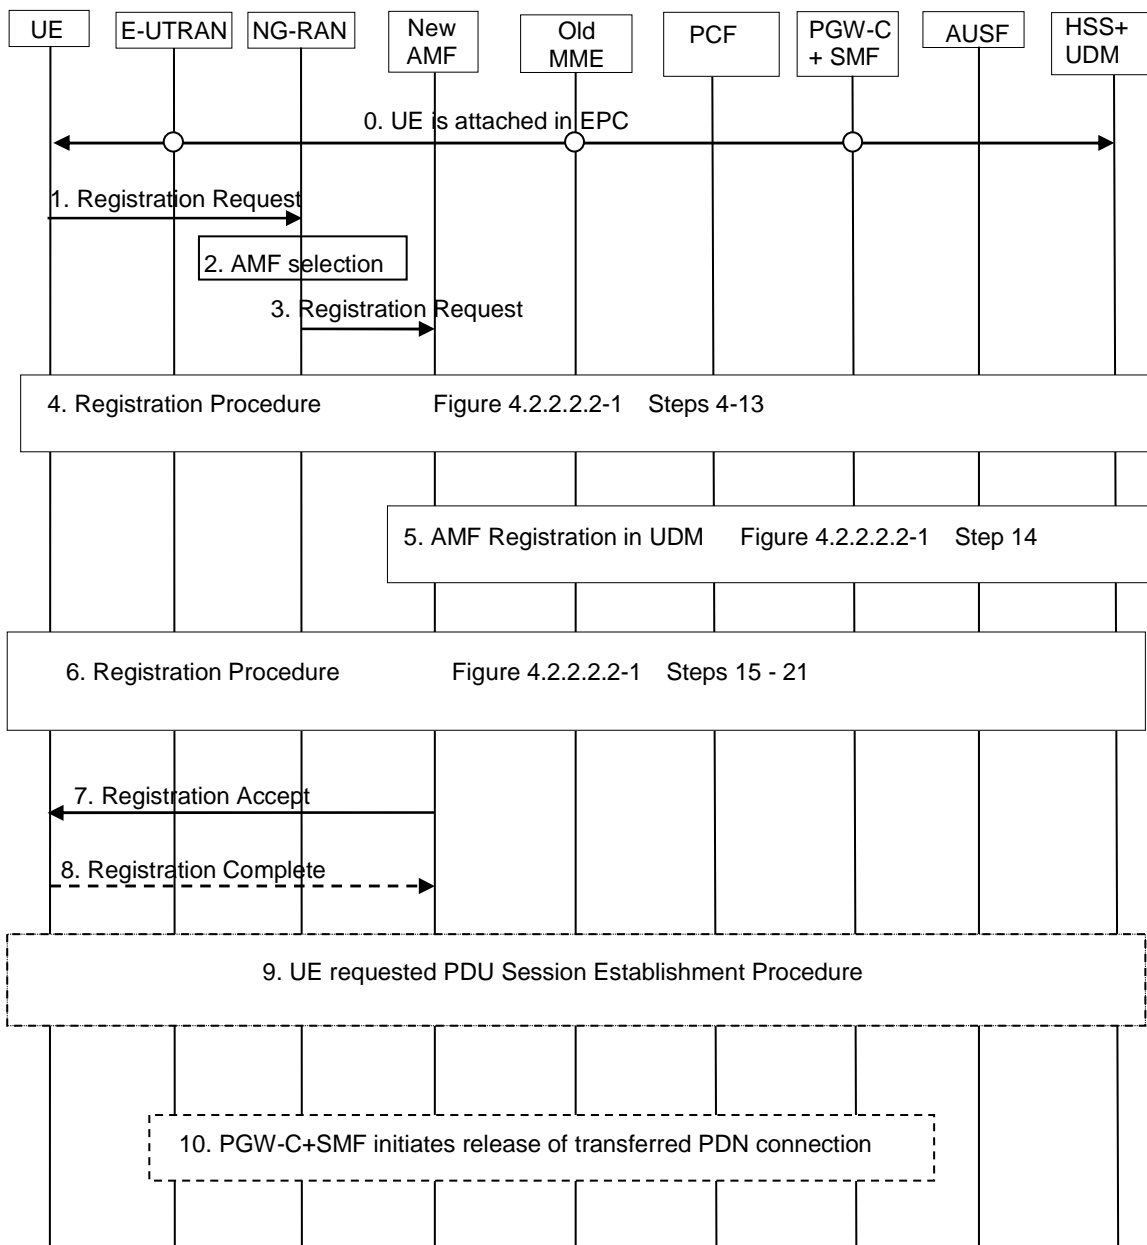 UE
E-UTRAN
NG-RAN
New
AMF
Old
MME
PCF
PGW-C
+ SMF
AUSF
HSS+
UDM
0. UE is attached in EPC
1. Registration Request
2. AMF selection
3. Registration Request
4. Registration Procedure Figure 4.2.2.2.2-1 Steps 4-13
5. AMF Registration in UDM Figure 4.2.2.2.2-1 Step 14
6. Registration Procedure Figure 4.2.2.2.2-1 Steps 15 - 21
7. Registration Accept
8. Registration Complete
9. UE requested PDU Session Establishment Procedure
10. PGW-C+SMF initiates release of transferred PDN connection